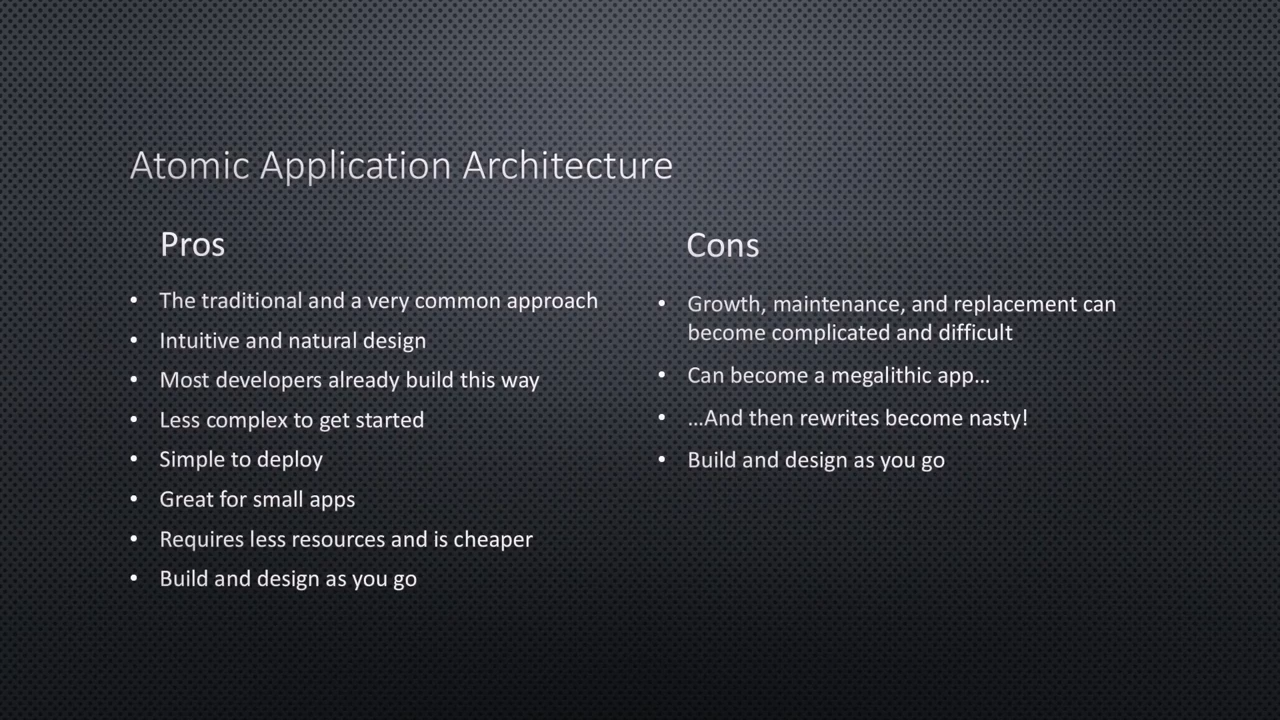 Atomic Application Architecture
Pros
• The traditional and a very common approach
• Intuitive and natural design
• Most developers already build this way
• Less complex to get started
• Simple to deploy
• Great for small apps
• Requires less resources and is cheaper
• Build and design as you go
Cons
• Growth, maintenance, and replacement can
become complicated and difficult
• Can become a megalithic app...
• ...And then rewrites become nasty!
• Build and design as you go